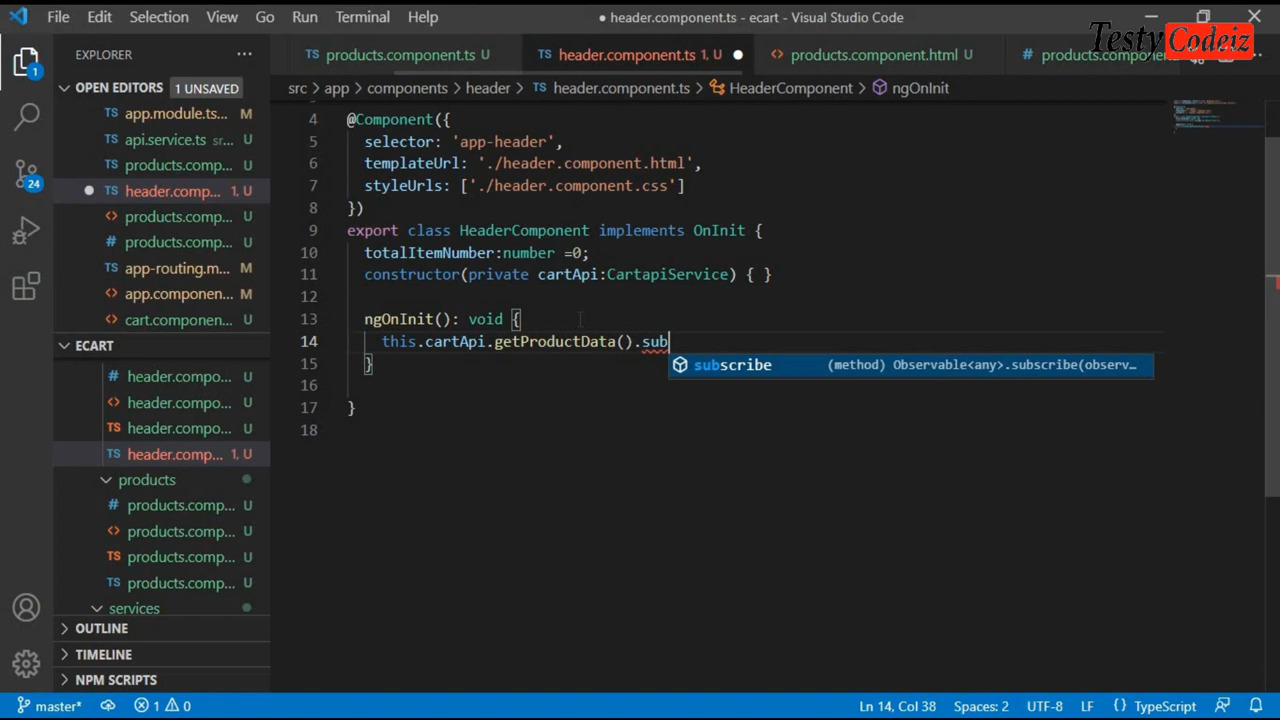 File Edit Selection View Go Run Terminal Help
● header.component.ts - ecart - Visual Studio Code
Testy Codeiz
EXPLORER
TS products.component.ts U
TS header.component.ts 1, U
<> products.component.html U
# products.compone
OPEN EDITORS 1 UNSAVED
src > app > components > header > TS header.component.ts > HeaderComponent > ngOnInit
TS app.module.ts... M
TS api.service.ts sr... U
TS products.comp... U
TS header.comp... 1, U
<> products.comp... U
# products.comp... U
TS app-routing.m... M
<> app.componen... M
TS cart.componen... U
ECART
TS header.compo... U
<> header.compo... U
TS header.compo... U
TS header.comp... 1, U
products
# products.comp... U
<> products.comp... U
TS products.comp... U
TS products.comp... U
services
OUTLINE
TIMELINE
NPM SCRIPTS
1
24
4 @Component({
5 selector: 'app-header',
6 templateUrl: './header.component.html',
7 styleUrls: ['./header.component.css']
8 })
9 export class HeaderComponent implements OnInit {
10 totalItemNumber:number =0;
11 constructor(private cartApi:CartapiService) { }
12
13 ngOnInit(): void {
14 this.cartApi.getProductData().sub
subscribe (method) Observable<any>.subscribe(observ…
15 }
16
17 }
18
master* 1 0
Ln 14, Col 38 Spaces: 2 UTF-8 LF {} TypeScript